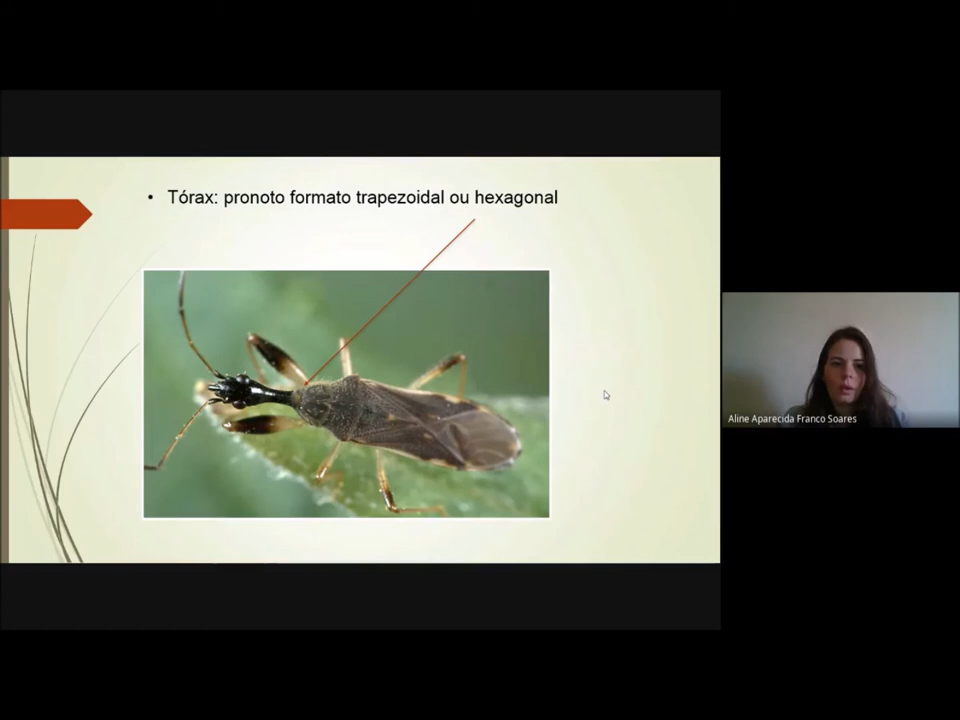 • Tórax: pronoto formato trapezoidal ou hexagonal
Aline Aparecida Franco Soares